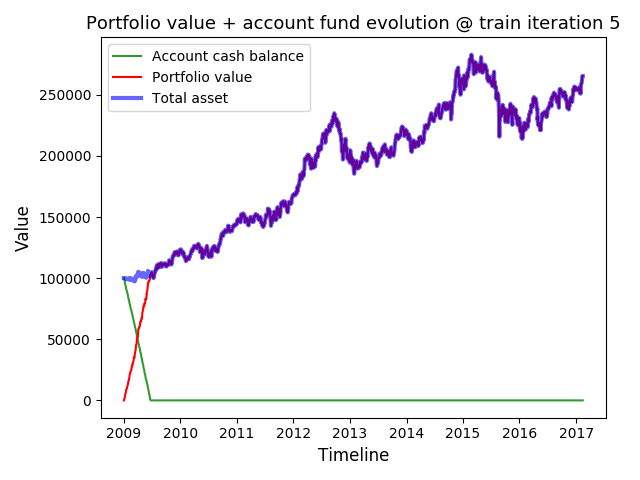 Portfolio value + account fund evolution @ train iteration 5
Account cash balance
Portfolio value
Total asset
Value
250000
200000
150000
100000
50000
0
2009 2010 2011 2012 2013 2014 2015 2016 2017
Timeline